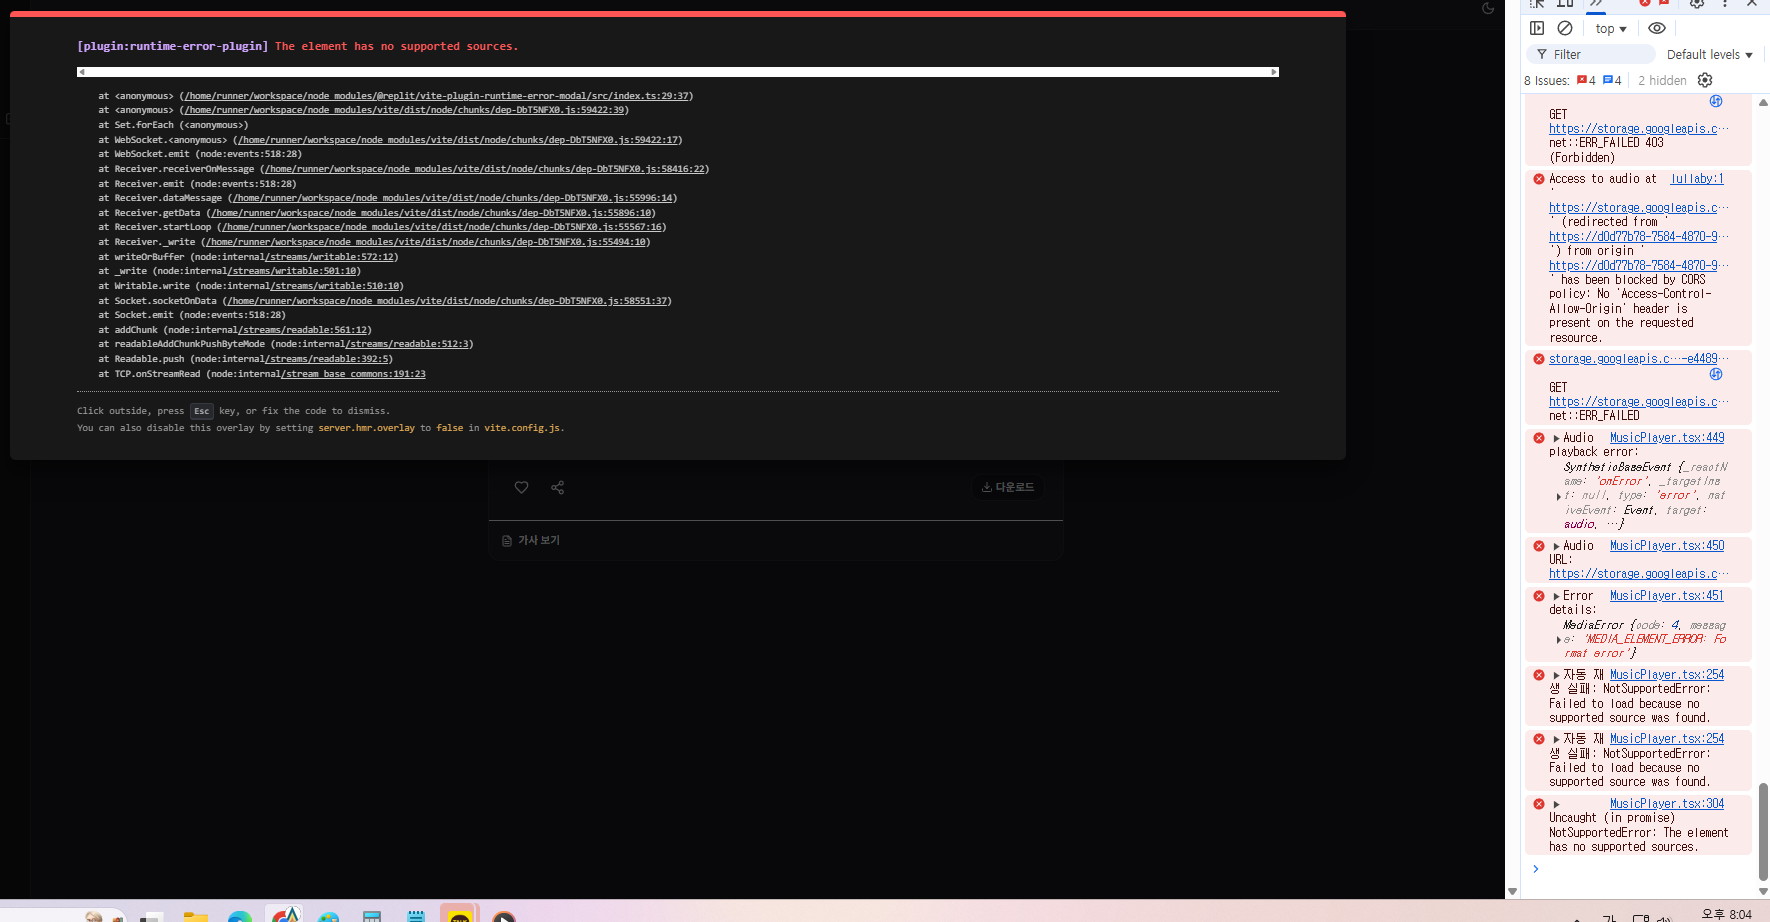 [plugin:runtime-error-plugin] The element has no supported sources.
at <anonymous> (/home/runner/workspace/node_modules/@replit/vite-plugin-runtime-error-modal/src/index.ts:29:37)
at <anonymous> (/home/runner/workspace/node_modules/vite/dist/node/chunks/dep-DbT5NFX0.js:59422:39)
at Set.forEach (<anonymous>)
at WebSocket.<anonymous> (/home/runner/workspace/node_modules/vite/dist/node/chunks/dep-DbT5NFX0.js:59422:17)
at WebSocket.emit (node:events:518:28)
at Receiver.receiverOnMessage (/home/runner/workspace/node_modules/vite/dist/node/chunks/dep-DbT5NFX0.js:58416:22)
at Receiver.emit (node:events:518:28)
at Receiver.dataMessage (/home/runner/workspace/node_modules/vite/dist/node/chunks/dep-DbT5NFX0.js:55996:14)
at Receiver.getData (/home/runner/workspace/node_modules/vite/dist/node/chunks/dep-DbT5NFX0.js:55896:10)
at Receiver.startLoop (/home/runner/workspace/node_modules/vite/dist/node/chunks/dep-DbT5NFX0.js:55567:16)
at Receiver._write (/home/runner/workspace/node_modules/vite/dist/node/chunks/dep-DbT5NFX0.js:55494:10)
at writeOrBuffer (node:internal/streams/writable:572:12)
at _write (node:internal/streams/writable:501:10)
at Writable.write (node:internal/streams/writable:510:10)
at Socket.socketOnData (/home/runner/workspace/node_modules/vite/dist/node/chunks/dep-DbT5NFX0.js:58551:37)
at Socket.emit (node:events:518:28)
at addChunk (node:internal/streams/readable:561:12)
at readableAddChunkPushByteMode (node:internal/streams/readable:512:3)
at Readable.push (node:internal/streams/readable:392:5)
at TCP.onStreamRead (node:internal/stream_base_commons:191:23
Click outside, press Esc key, or fix the code to dismiss.
You can also disable this overlay by setting server.hmr.overlay to false in vite.config.js.
다운로드
가사 보기
top
Filter
Default levels
8 Issues: 4 4 2 hidden
GET
https://storage.googleapis.c…
net::ERR_FAILED 403
(Forbidden)
Access to audio at lullaby:1
'
https://storage.googleapis.c…
' (redirected from '
https://d0d77b78-7584-4870-9…
') from origin '
https://d0d77b78-7584-4870-9…
' has been blocked by CORS
policy: No 'Access-Control-
Allow-Origin' header is
present on the requested
resource.
storage.googleapis.c…-e4489…
GET
https://storage.googleapis.c…
net::ERR_FAILED
Audio MusicPlayer.tsx:449
playback error:
SyntheticBaseEvent {_reactN
ame: 'onError', _targetIns
t: null, type: 'error', nat
iveEvent: Event, target:
audio, …}
Audio MusicPlayer.tsx:450
URL:
https://storage.googleapis.c…
Error MusicPlayer.tsx:451
details:
MediaError {code: 4, messag
e: 'MEDIA_ELEMENT_ERROR: Fo
rmat error'}
자동 재 MusicPlayer.tsx:254
생 실패: NotSupportedError:
Failed to load because no
supported source was found.
자동 재 MusicPlayer.tsx:254
생 실패: NotSupportedError:
Failed to load because no
supported source was found.
MusicPlayer.tsx:304
Uncaught (in promise)
NotSupportedError: The element
has no supported sources.
오후 8:04